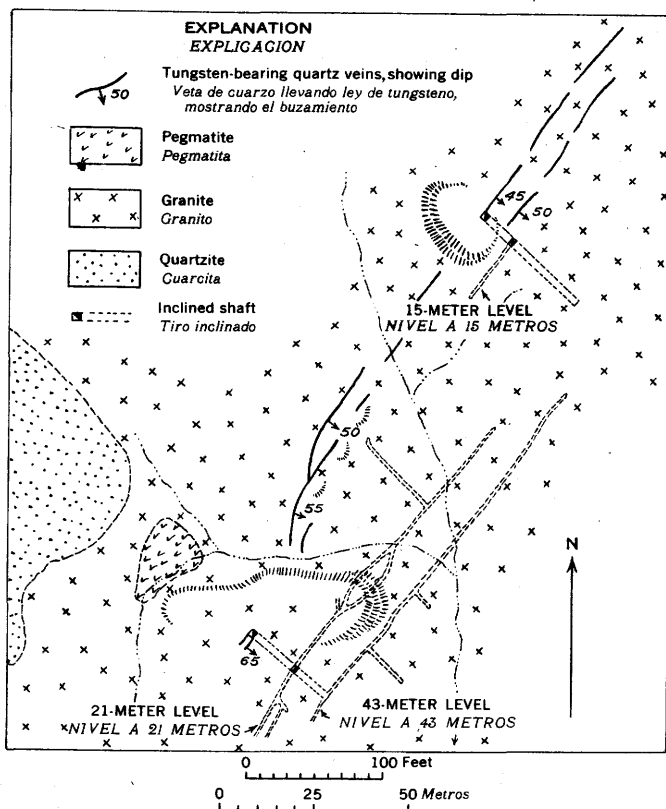 EXPLANATION
EXPLIGACION
50
Tungsten-bearing quartz veins, showing dip
Veta de cuarzo llevando ley de tungsteno,
mostrando el buzamiento
Pegmatite
Pegmatita
Granite
Granito
Quartzite
Cuarcita
Inclined shaft
Tiro inclinado
45
50
15-METER LEVEL
NIVEL A 15 METROS
50
55
N
65
21-METER LEVEL
NIVEL A 21 METROS
43-METER LEVEL
NIVEL A 43 METROS
0 100 Feet
0 25 50 Metros